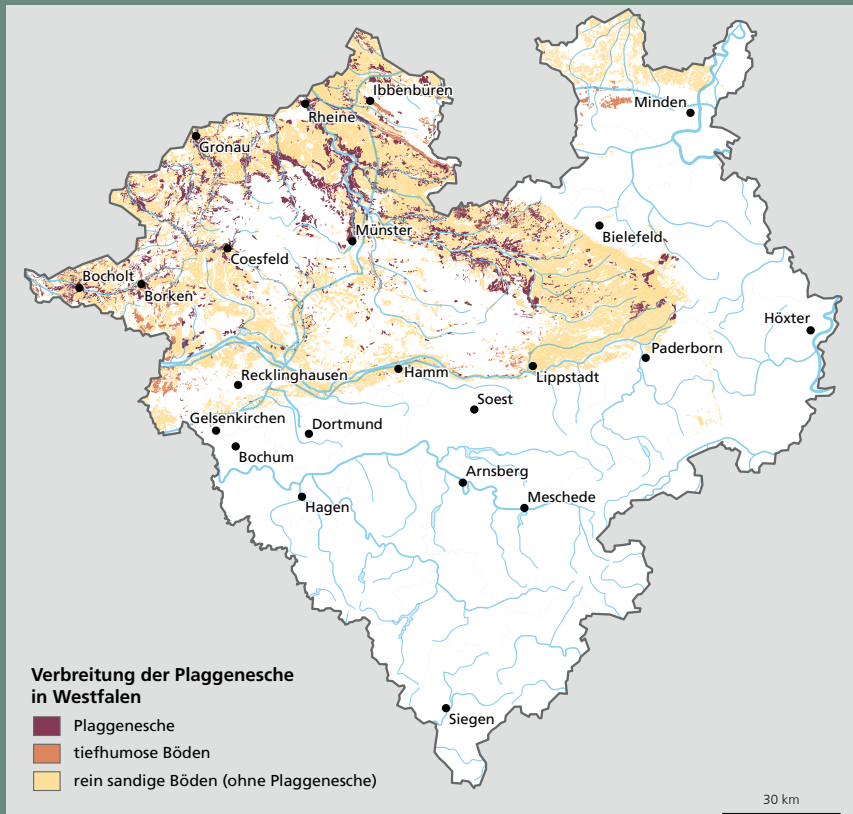 Ibbenbüren
Rheine
Minden
Gronau
Münster
Bielefeld
Coesfeld
Bocholt
Borken
Höxter
Paderborn
Recklinghausen
Hamm
Lippstadt
Soest
Gelsenkirchen
Dortmund
Bochum
Arnsberg
Hagen
Meschede
Siegen
Verbreitung der Plaggenesche
in Westfalen
Plaggenesche
tiefhumose Böden
rein sandige Böden (ohne Plaggenesche)
30 km